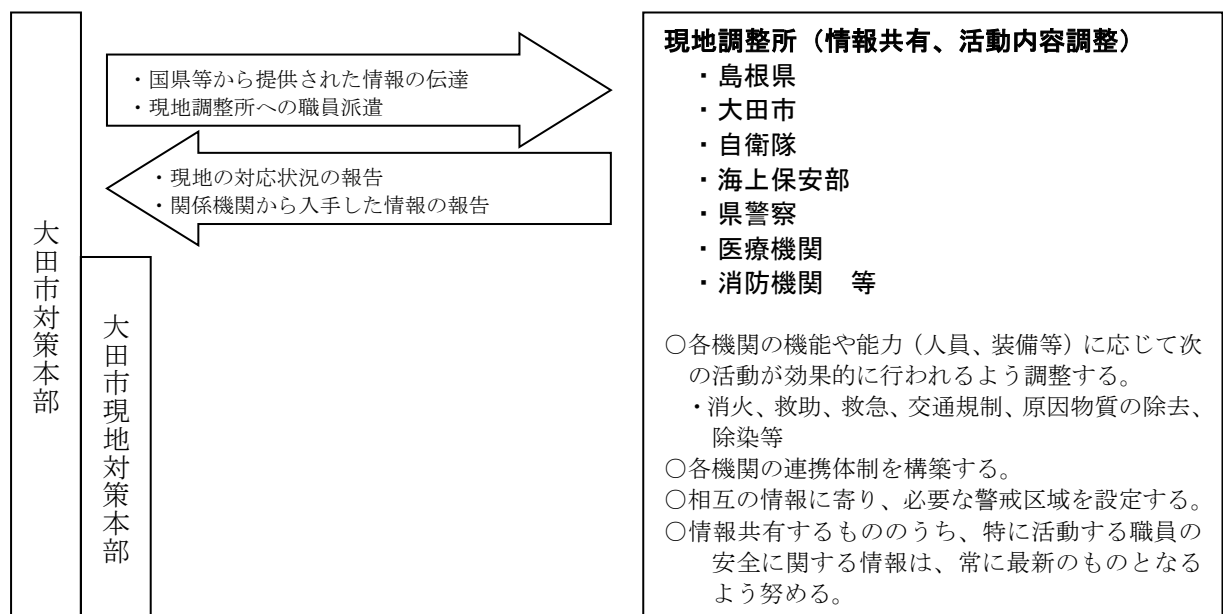 大田市対策本部
大田市現地対策本部
・国県等から提供された情報の伝達
・現地調整所への職員派遣
・現地の対応状況の報告
・関係機関から入手した情報の報告
現地調整所（情報共有、活動内容調整）
・島根県
・大田市
・自衛隊
・海上保安部
・県警察
・医療機関
・消防機関　等
○各機関の機能や能力（人員、装備等）に応じて次
の活動が効果的に行われるよう調整する。
・消火、救助、救急、交通規制、原因物質の除去、
除染等
○各機関の連携体制を構築する。
○相互の情報に寄り、必要な警戒区域を設定する。
○情報共有するもののうち、特に活動する職員の
安全に関する情報は、常に最新のものとなる
よう努める。